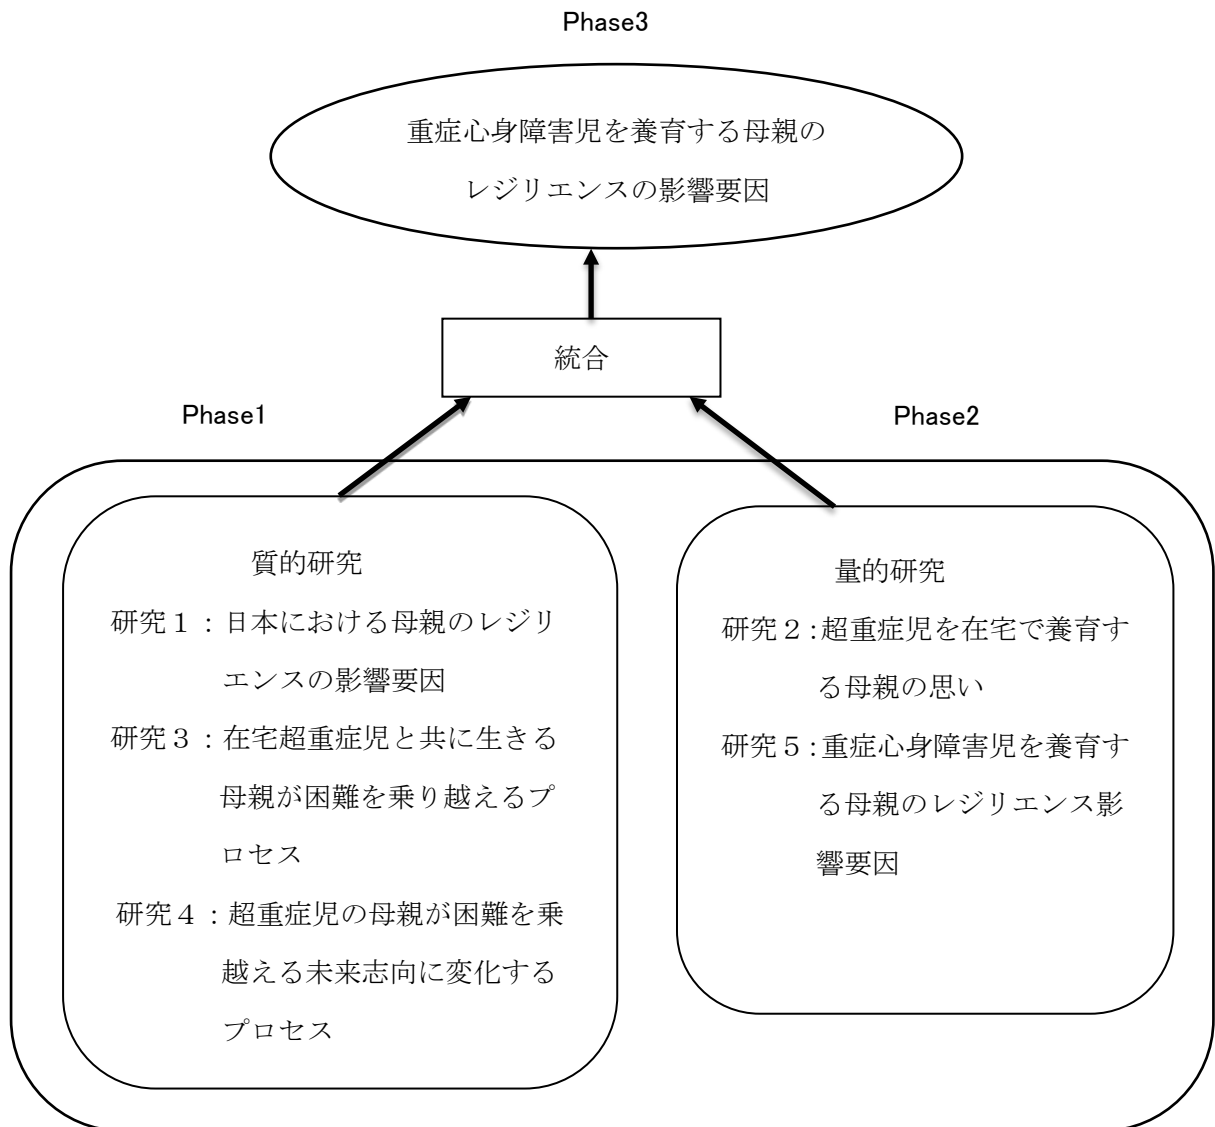 Phase3
重症心身障害児を養育する母親の
レジリエンスの影響要因
統合
Phase1
Phase2
質的研究
研究１：日本における母親のレジリ
エンスの影響要因
研究３：在宅超重症児と共に生きる
母親が困難を乗り越えるプ
ロセス
研究４：超重症児の母親が困難を乗
越える未来志向に変化する
プロセス
量的研究
研究２：超重症児を在宅で養育す
る母親の思い
研究５：重症心身障害児を養育す
る母親のレジリエンス影
響要因